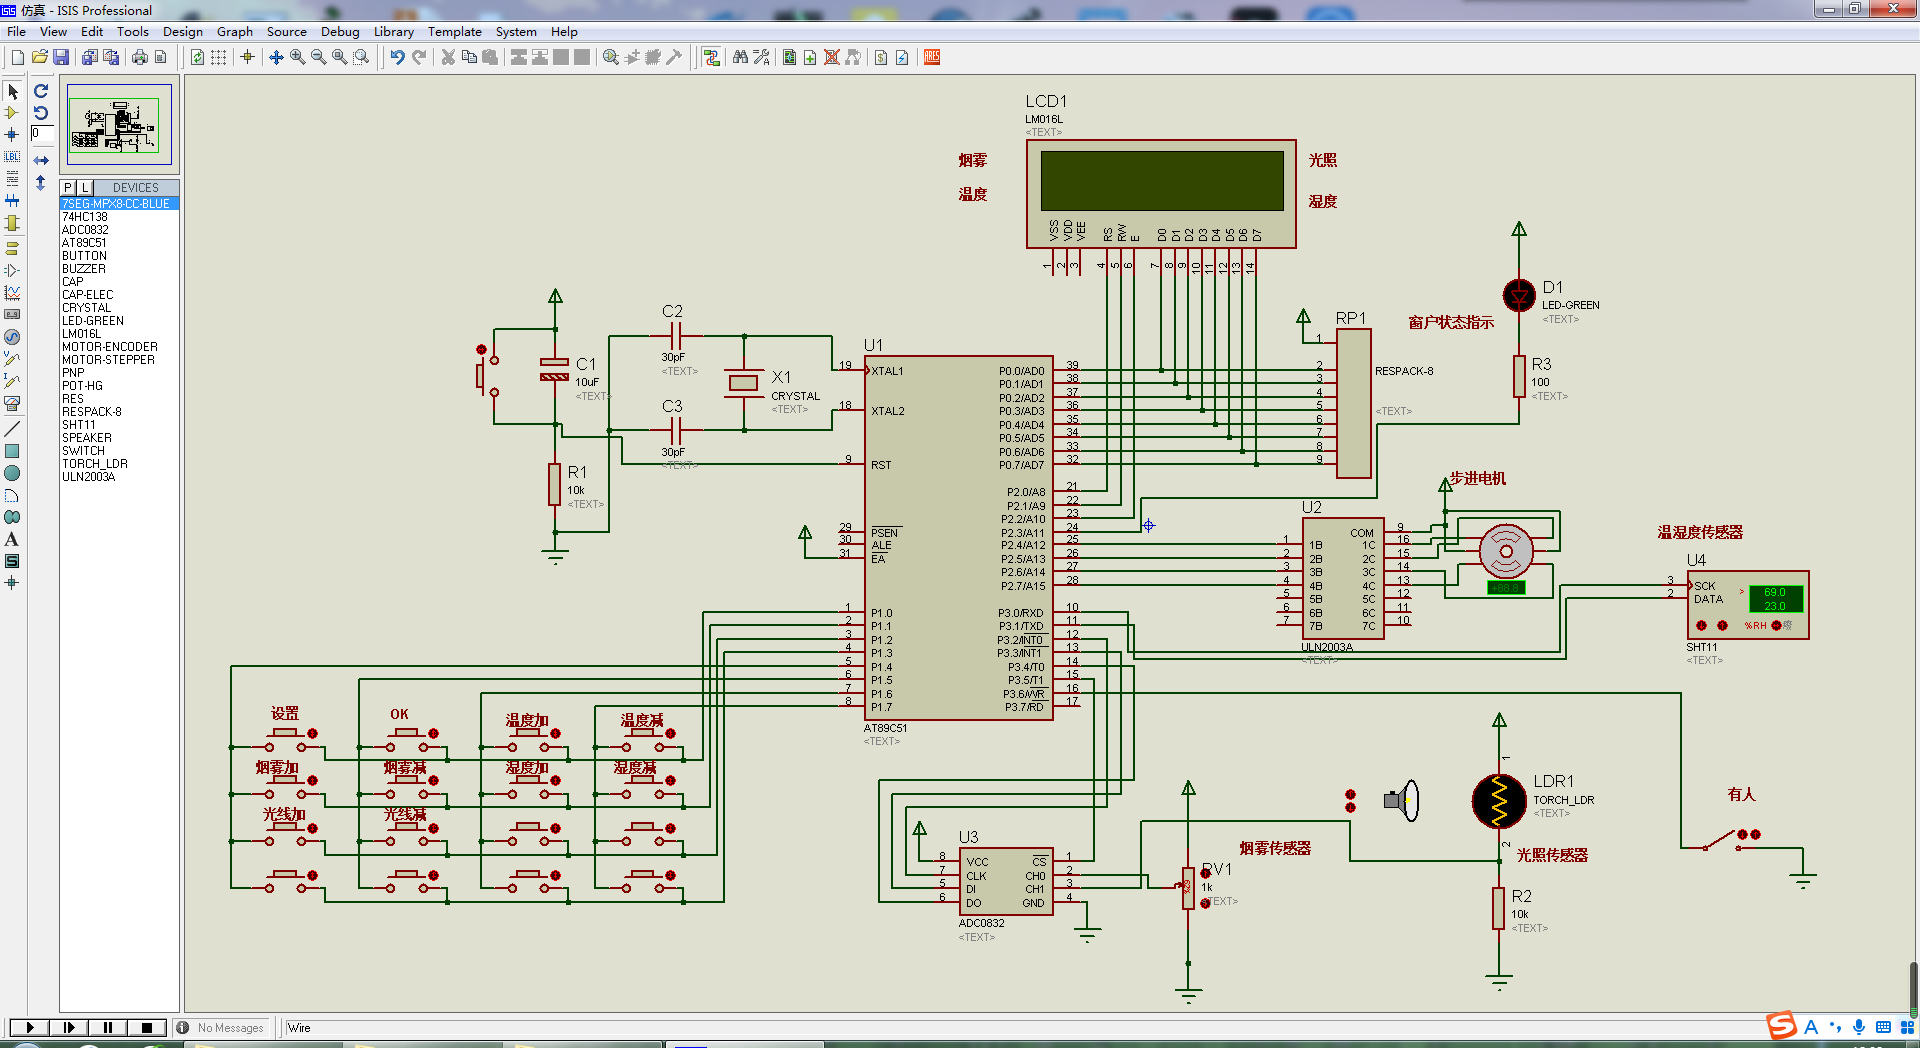 仿真 - ISIS Professional
File View Edit Tools Design Graph Source Debug Library Template System Help
0
P L DEVICES
7SEG-MPX8-CC-BLUE
74HC138
ADC0832
AT89C51
BUTTON
BUZZER
CAP
CAP-ELEC
CRYSTAL
LED-GREEN
LM016L
MOTOR-ENCODER
MOTOR-STEPPER
PNP
POT-HG
RES
RESPACK-8
SHT11
SPEAKER
SWITCH
TORCH_LDR
ULN2003A
LCD1
LM016L
<TEXT>
烟雾
光照
温度
湿度
VSS VDD VEE RS RW E D0 D1 D2 D3 D4 D5 D6 D7
1 2 3 4 5 6 7 8 9 10 11 12 13 14
C1
10uF
<TEXT>
R1
10k
<TEXT>
C2
30pF
<TEXT>
C3
30pF
<TEXT>
X1
CRYSTAL
<TEXT>
U1
19 XTAL1
18 XTAL2
9 RST
29 PSEN
30 ALE
31 EA
1 P1.0
2 P1.1
3 P1.2
4 P1.3
5 P1.4
6 P1.5
7 P1.6
8 P1.7
P0.0/AD0 39
P0.1/AD1 38
P0.2/AD2 37
P0.3/AD3 36
P0.4/AD4 35
P0.5/AD5 34
P0.6/AD6 33
P0.7/AD7 32
P2.0/A8 21
P2.1/A9 22
P2.2/A10 23
P2.3/A11 24
P2.4/A12 25
P2.5/A13 26
P2.6/A14 27
P2.7/A15 28
P3.0/RXD 10
P3.1/TXD 11
P3.2/INT0 12
P3.3/INT1 13
P3.4/T0 14
P3.5/T1 15
P3.6/WR 16
P3.7/RD 17
AT89C51
<TEXT>
RP1
1
2
3
4
5
6
7
8
9
RESPACK-8
<TEXT>
窗户状态指示
D1
LED-GREEN
<TEXT>
R3
100
<TEXT>
步进电机
U2
1 1B
2 2B
3 3B
4 4B
5 5B
6 6B
7 7B
COM 9
1C 16
2C 15
3C 14
4C 13
5C 12
6C 11
7C 10
ULN2003A
<TEXT>
+88.8
温湿度传感器
U4
3 SCK
2 DATA
>
69.0
23.0
%RH
SHT11
<TEXT>
设置 OK 温度加 温度减
烟雾加 烟雾减 湿度加 湿度减
光线加 光线减
U3
8 VCC
7 CLK
5 DI
6 DO
CS 1
CH0 2
CH1 3
GND 4
ADC0832
<TEXT>
烟雾传感器
RV1
1k
<TEXT>
LDR1
TORCH_LDR
<TEXT>
1
2
光照传感器
R2
10k
<TEXT>
有人
No Messages
Wire